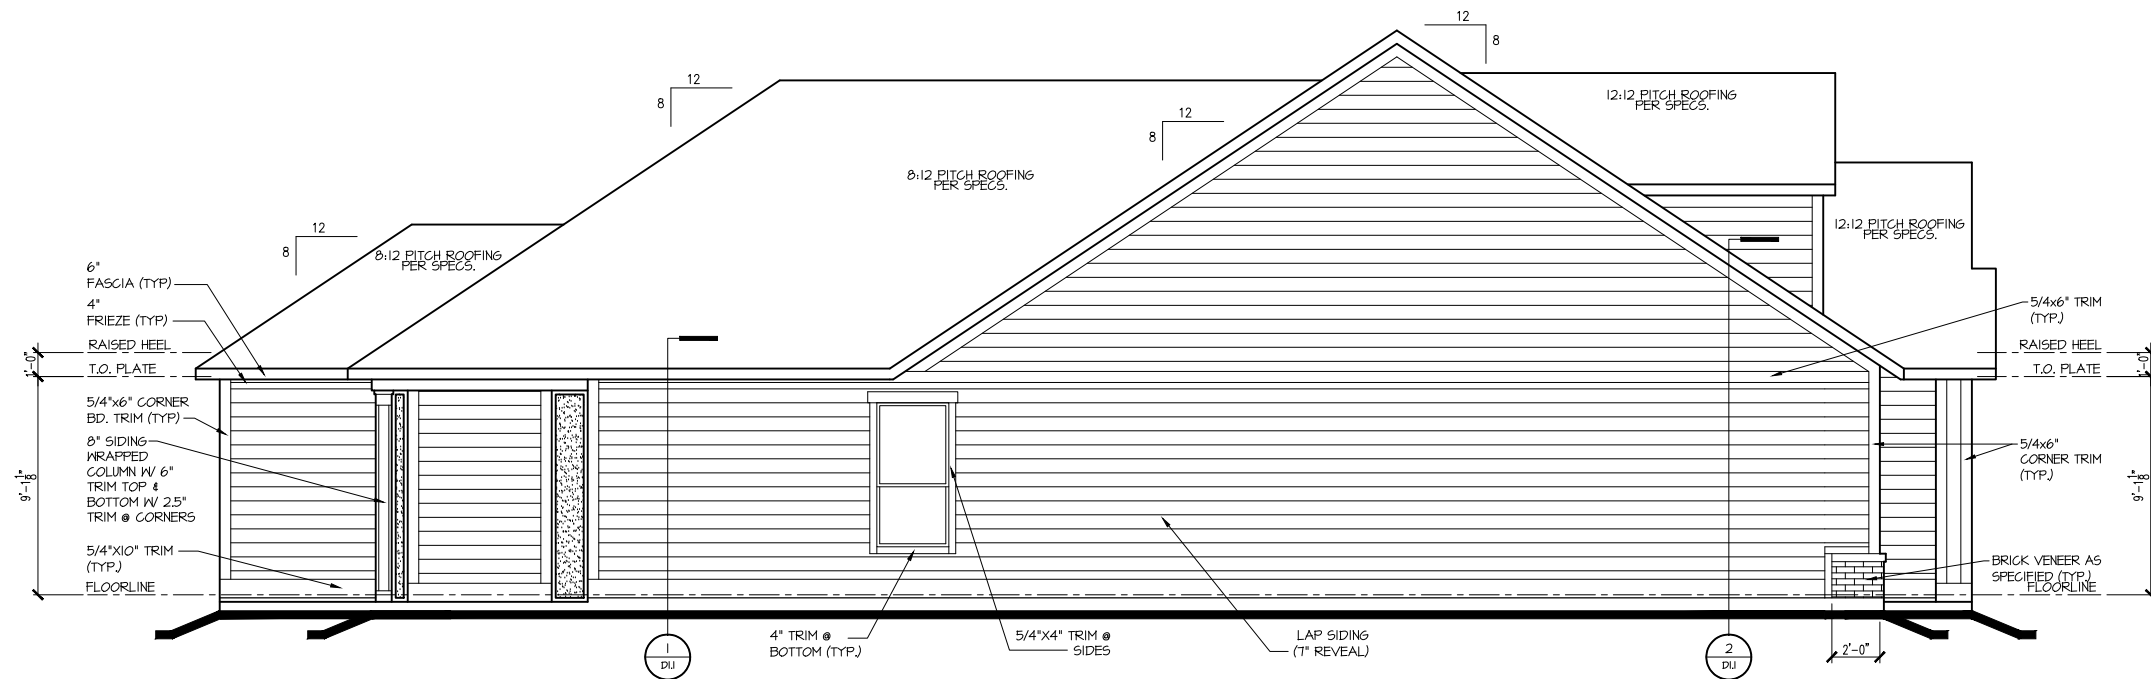 12
8
12
8
12
8
12
8
12:12 PITCH ROOFING
PER SPECS.
8:12 PITCH ROOFING
PER SPECS.
12:12 PITCH ROOFING
PER SPECS.
8:12 PITCH ROOFING
PER SPECS.
6"
FASCIA (TYP)
4"
FRIEZE (TYP)
RAISED HEEL
1'-0"
T.O. PLATE
5/4"x6" CORNER
BD. TRIM (TYP)
8" SIDING
WRAPPED
COLUMN W/ 6"
TRIM TOP &
BOTTOM W/ 2.5"
TRIM @ CORNERS
9'-1 1/8"
5/4"X10" TRIM
(TYP.)
FLOORLINE
5/4x6" TRIM
(TYP.)
RAISED HEEL
1'-0"
T.O. PLATE
5/4x6"
CORNER TRIM
(TYP.)
9'-1 1/8"
BRICK VENEER AS
SPECIFIED (TYP.)
FLOORLINE
1
D1.1
4" TRIM @
BOTTOM (TYP.)
5/4"X4" TRIM @
SIDES
LAP SIDING
(7" REVEAL)
2
D1.1
2'-0"